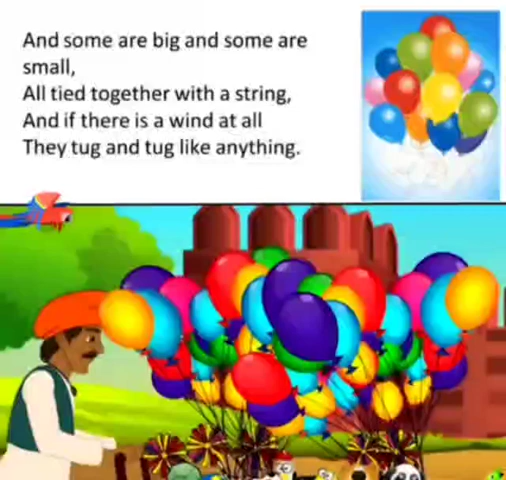 And some are big and some are
small,
All tied together with a string,
And if there is a wind at all
They tug and tug like anything.